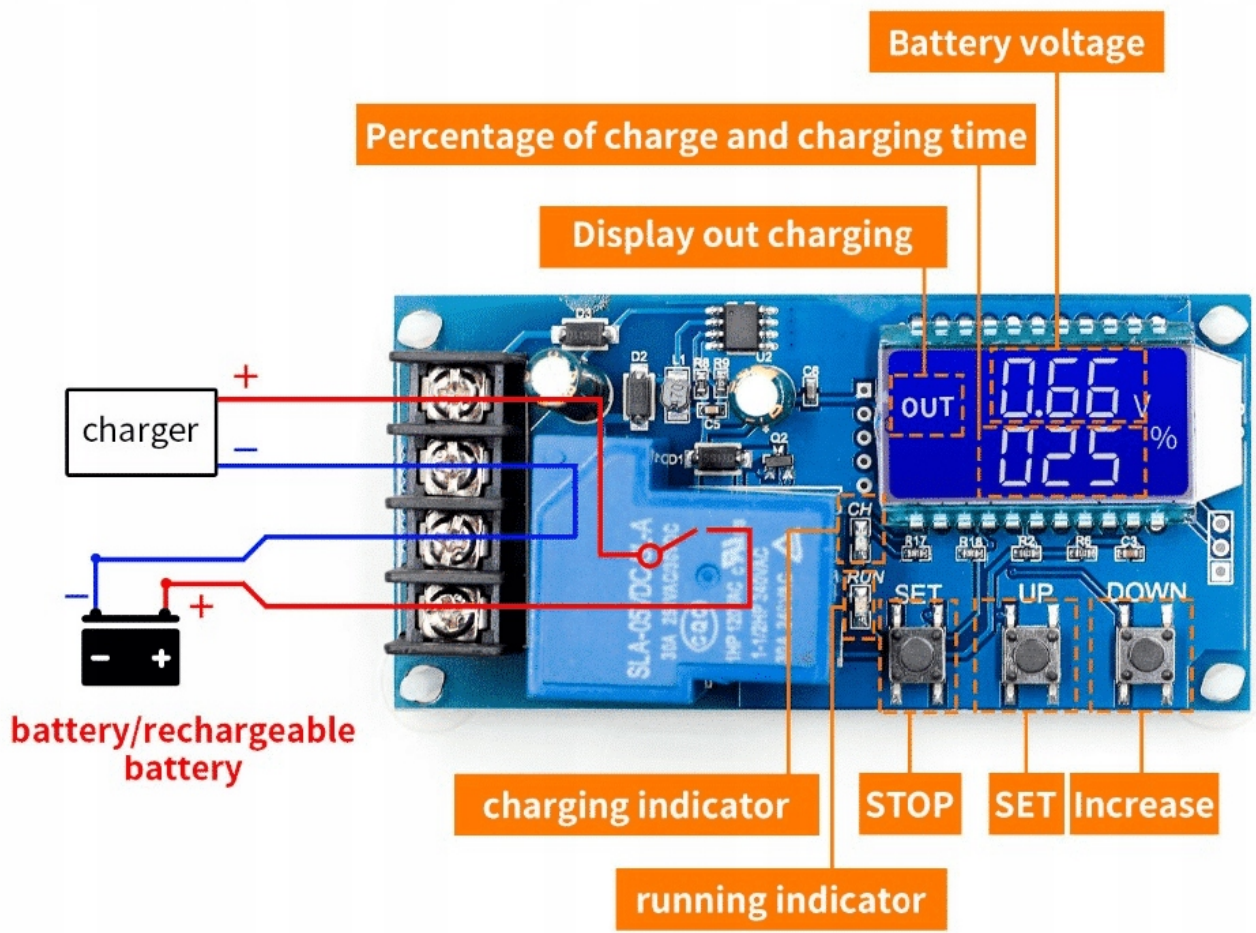 Battery voltage
Percentage of charge and charging time
Display out charging
D3
D2
L1
R8
R9
U2
C6
470
C5
Q2
OUT
0.66 V
025 %
+
charger
−
CH
R17
R16
R2
R6
C3
RUN
SET
UP
DOWN
SLA-05VDC-
−
+
− +
battery/rechargeable
battery
charging indicator
STOP
SET
Increase
running indicator